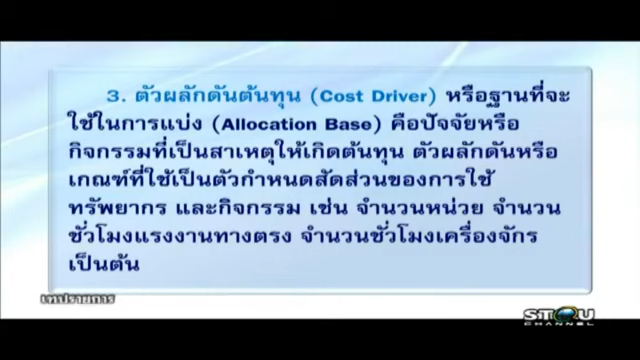 3. ตัวผลักดันต้นทุน (Cost Driver) หรือฐานที่จะ
ใช้ในการแบ่ง (Allocation Base) คือปัจจัยหรือ
กิจกรรมที่เป็นสาเหตุให้เกิดต้นทุน ตัวผลักดันหรือ
เกณฑ์ที่ใช้เป็นตัวกำหนดสัดส่วนของการใช้
ทรัพยากร และกิจกรรม เช่น จำนวนหน่วย จำนวน
ชั่วโมงแรงงานทางตรง จำนวนชั่วโมงเครื่องจักร
เป็นต้น
เทปรายการ
STOU
CHANNEL